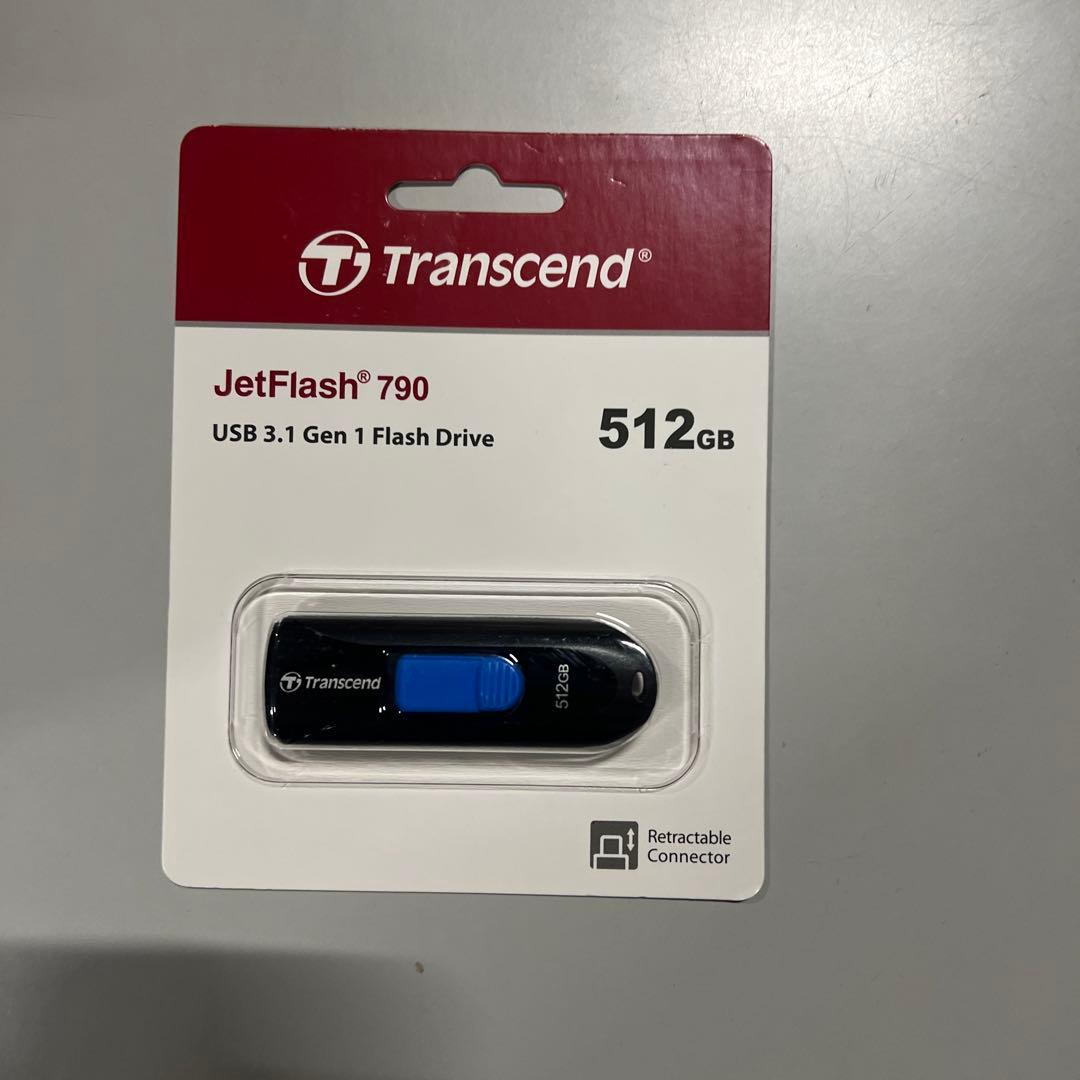 Transcend®
JetFlash® 790
USB 3.1 Gen 1 Flash Drive
512GB
Transcend
512GB
Retractable
Connector